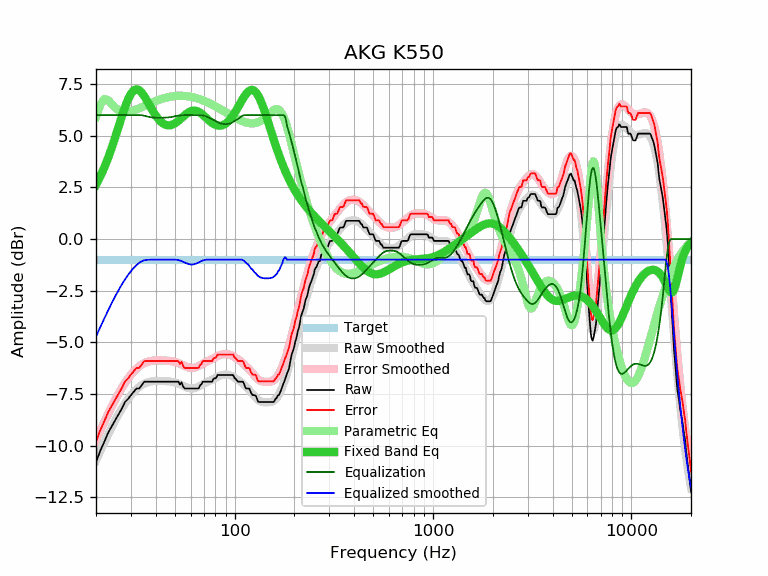 AKG K550
Amplitude (dBr)
7.5
5.0
2.5
0.0
−2.5
−5.0
−7.5
−10.0
−12.5
Target
Raw Smoothed
Error Smoothed
Raw
Error
Parametric Eq
Fixed Band Eq
Equalization
Equalized smoothed
100
1000
10000
Frequency (Hz)